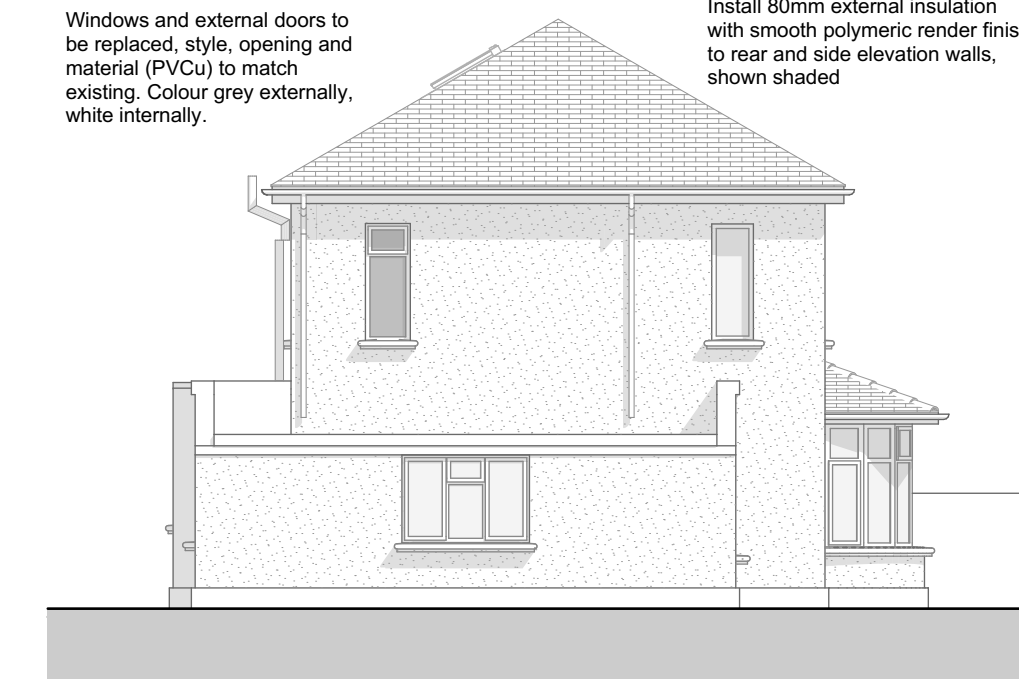 Windows and external doors to
be replaced, style, opening and
material (PVCu) to match
existing. Colour grey externally,
white internally.
Install 80mm external insulation
with smooth polymeric render finis
to rear and side elevation walls,
shown shaded